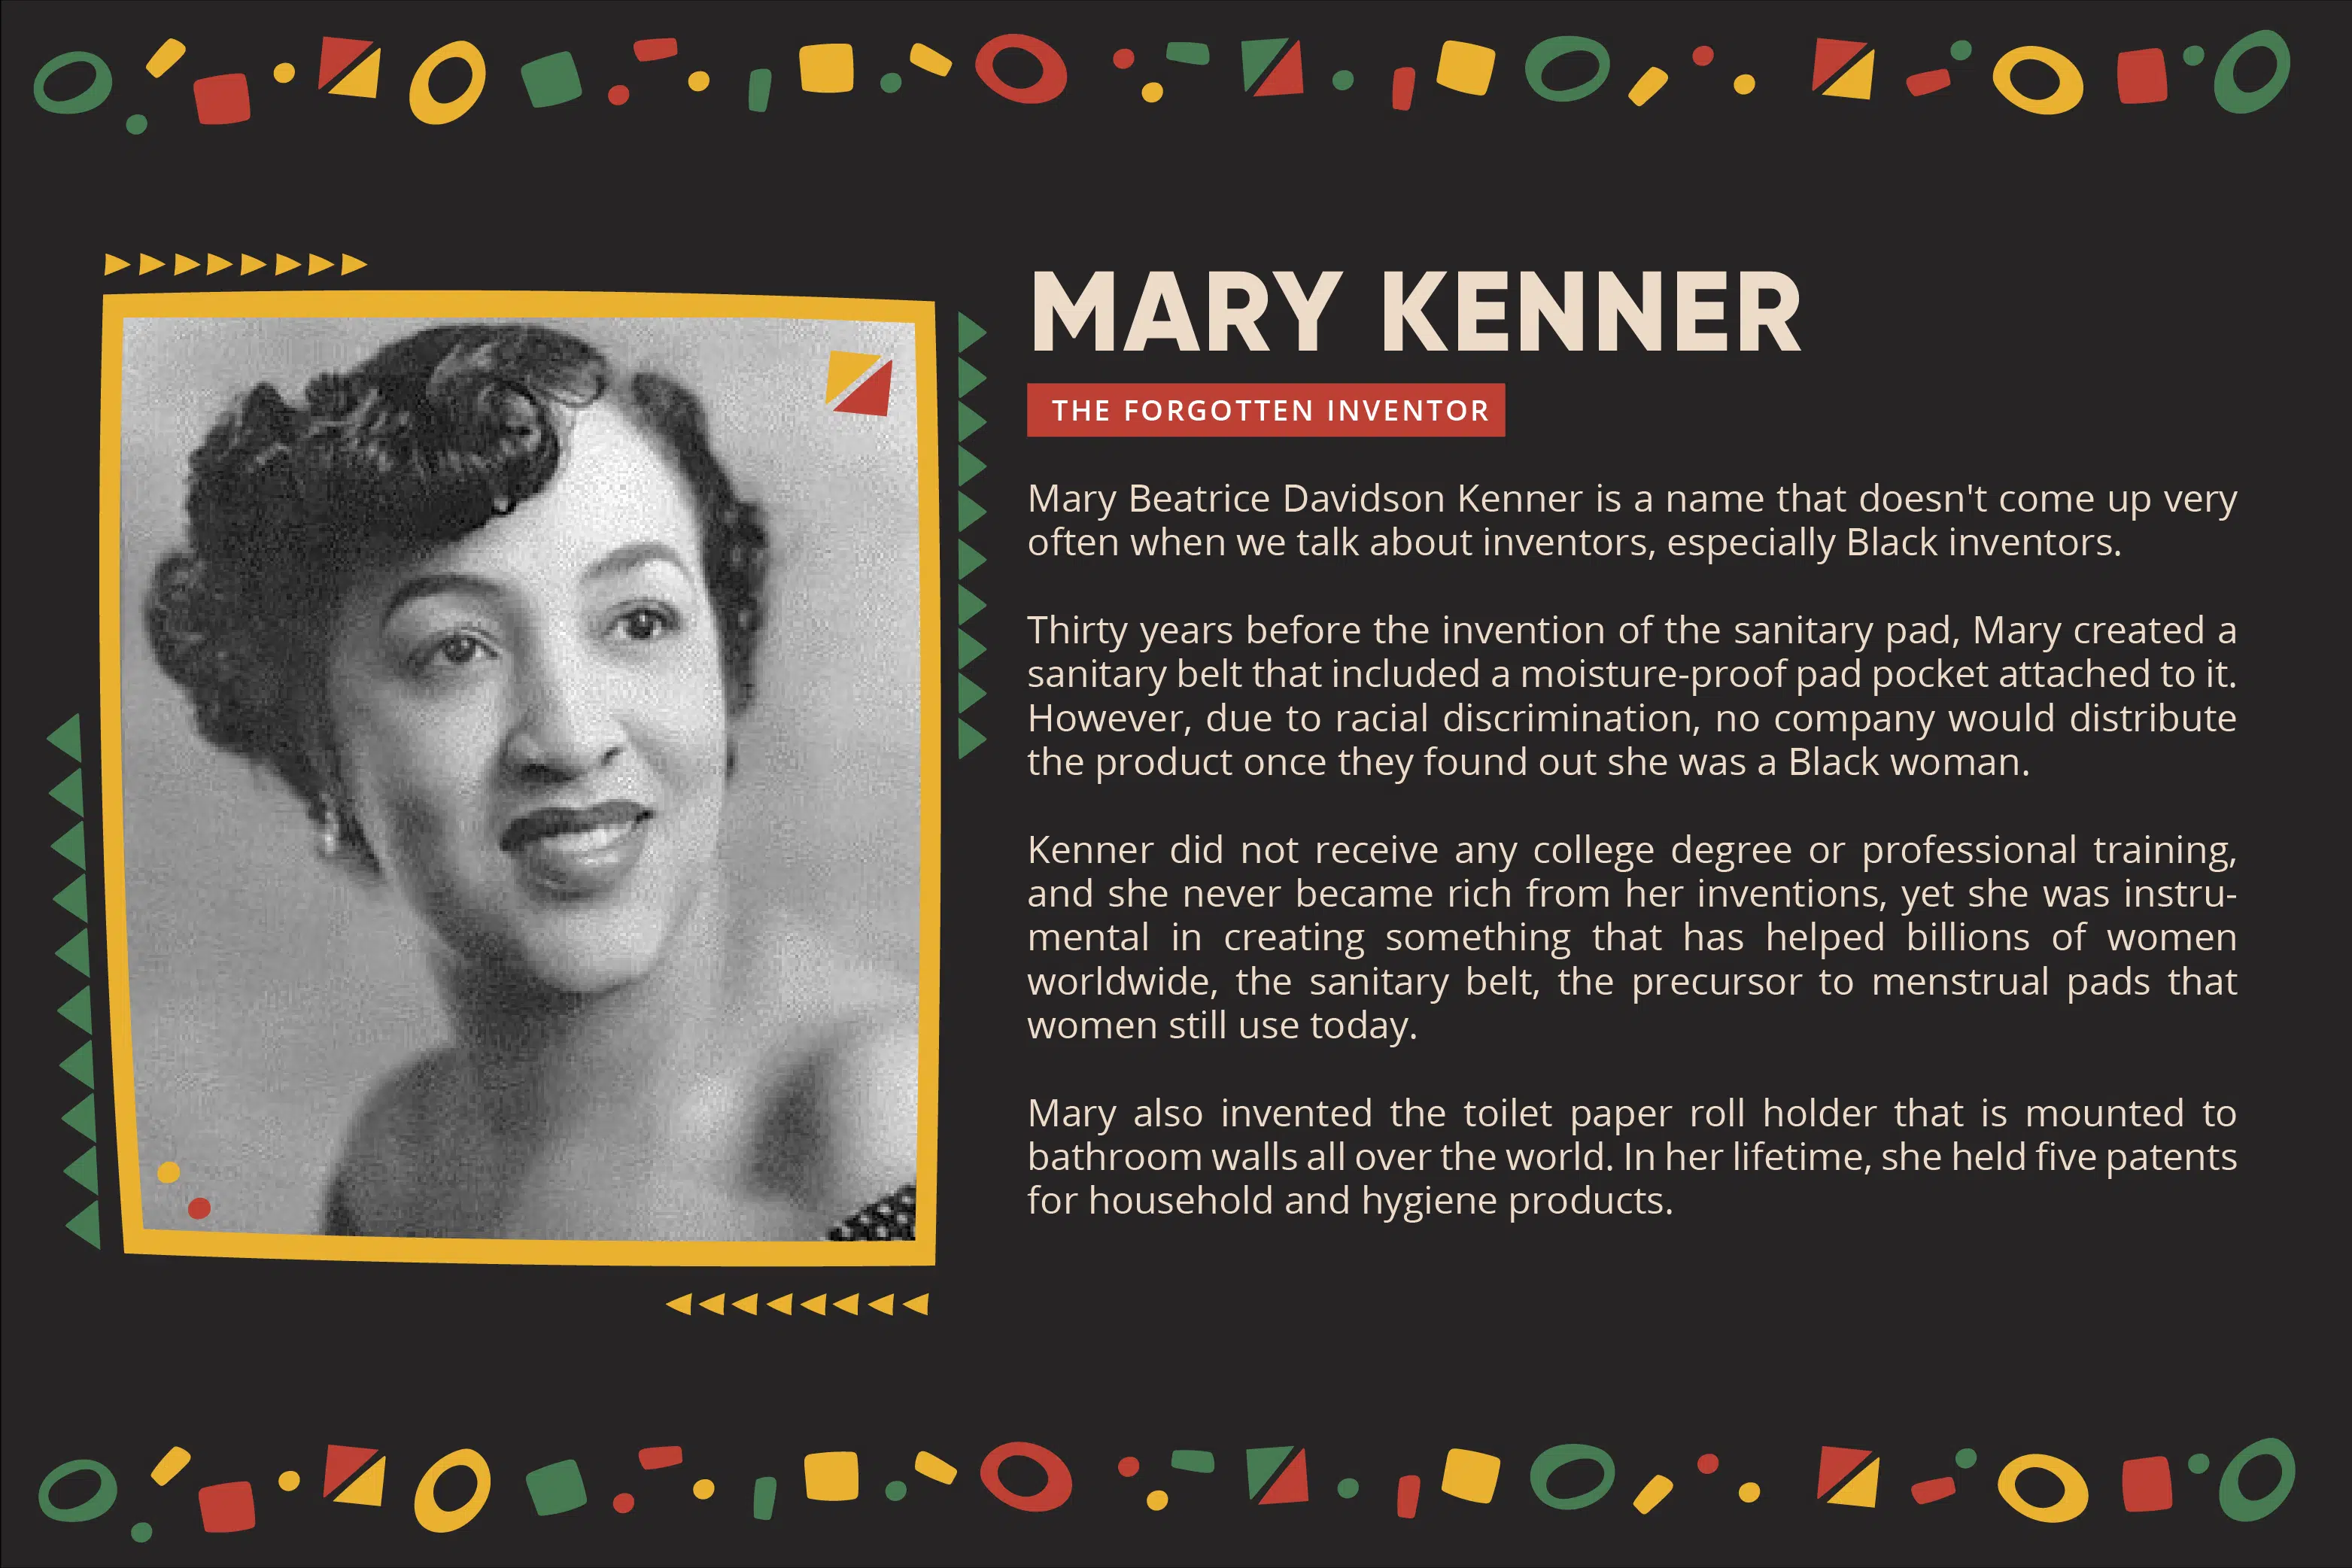 MARY KENNER
THE FORGOTTEN INVENTOR
Mary Beatrice Davidson Kenner is a name that doesn't come up very
often when we talk about inventors, especially Black inventors.
Thirty years before the invention of the sanitary pad, Mary created a
sanitary belt that included a moisture-proof pad pocket attached to it.
However, due to racial discrimination, no company would distribute
the product once they found out she was a Black woman.
Kenner did not receive any college degree or professional training,
and she never became rich from her inventions, yet she was instru-
mental in creating something that has helped billions of women
worldwide, the sanitary belt, the precursor to menstrual pads that
women still use today.
Mary also invented the toilet paper roll holder that is mounted to
bathroom walls all over the world. In her lifetime, she held five patents
for household and hygiene products.